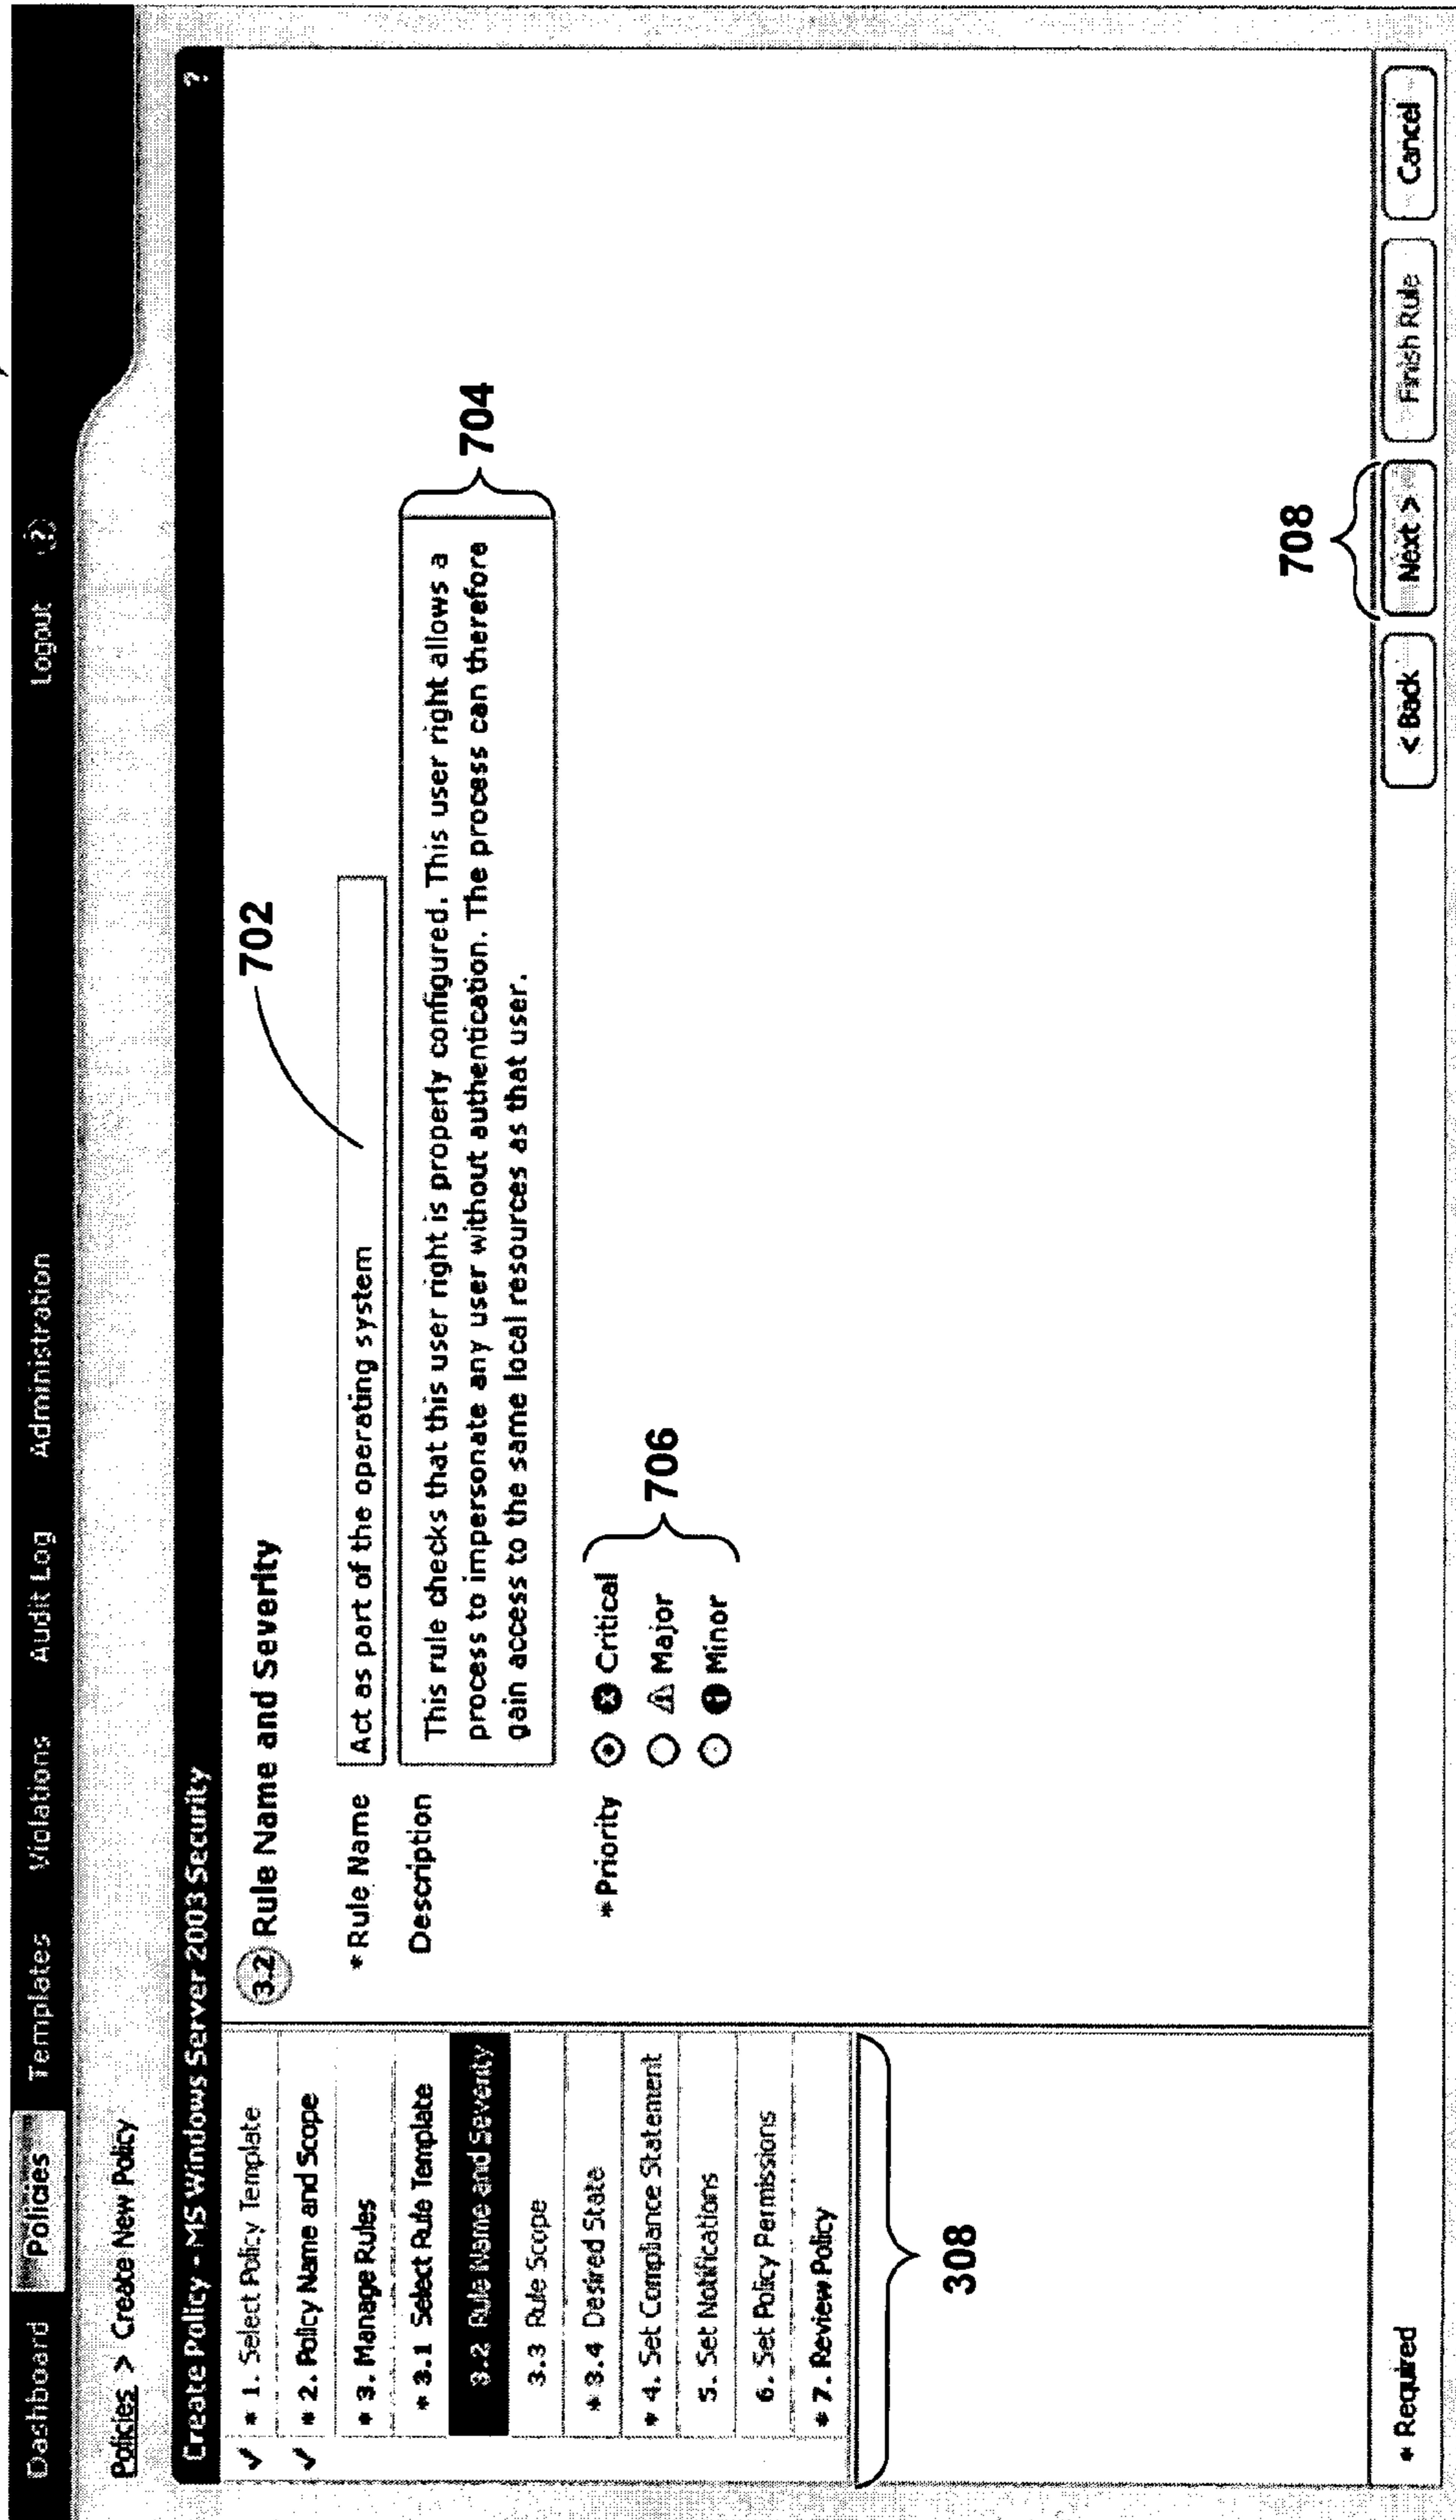 Dashboard Policies Templates Violations Audit Log Administration Logout (?)
Policies > Create New Policy
Create Policy - MS Windows Server 2003 Security ?
✓ * 1. Select Policy Template
✓ * 2. Policy Name and Scope
* 3. Manage Rules
* 3.1 Select Rule Template
3.2 Rule Name and Severity
3.3 Rule Scope
* 3.4 Desired State
* 4. Set Compliance Statement
5. Set Notifications
6. Set Policy Permissions
* 7. Review Policy
308
3.2 Rule Name and Severity
702
* Rule Name Act as part of the operating system
Description
This rule checks that this user right is properly configured. This user right allows a
process to impersonate any user without authentication. The process can therefore
gain access to the same local resources as that user.
704
* Priority Critical
Major
Minor
706
708
* Required < Back Next > Finish Rule Cancel